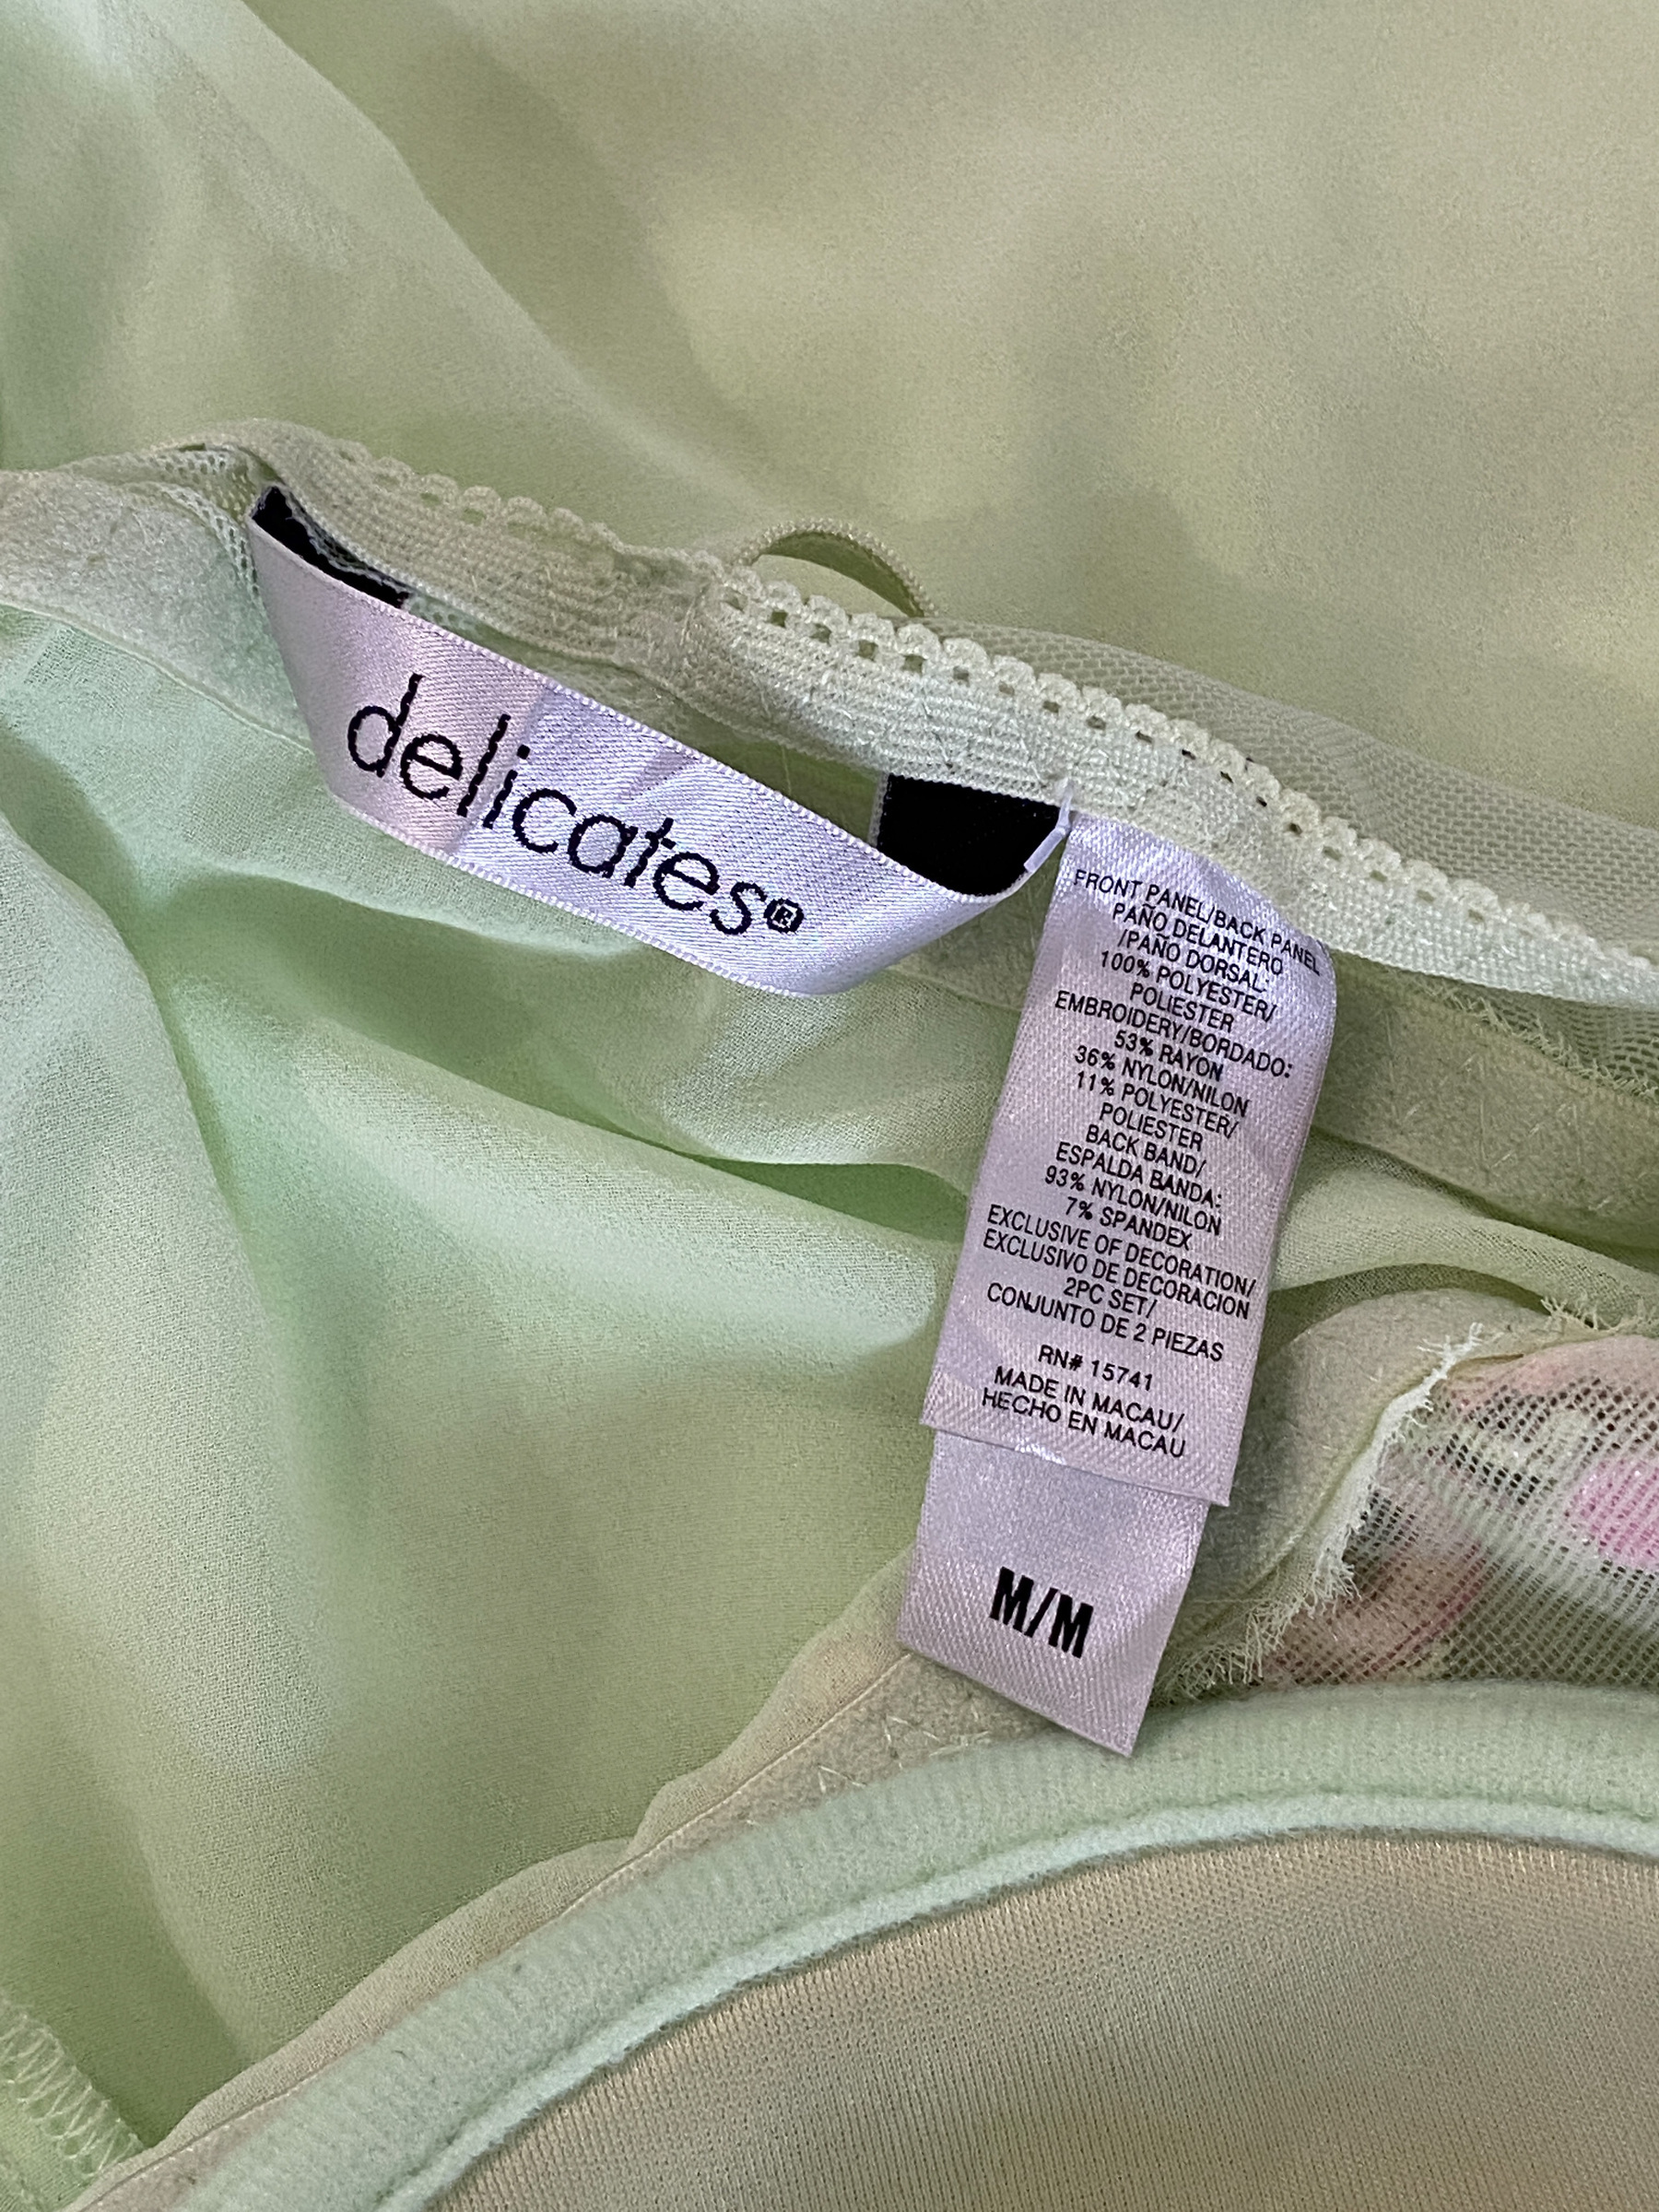 delicates®
FRONT PANEL/BACK PANEL
PAÑO DELANTERO
/PAÑO DORSAL:
100% POLYESTER/
POLIESTER
EMBROIDERY/BORDADO:
53% RAYON
36% NYLON/NILON
11% POLYESTER/
POLIESTER
BACK BAND/
ESPALDA BANDA:
93% NYLON/NILON
7% SPANDEX
EXCLUSIVE OF DECORATION/
EXCLUSIVO DE DECORACION
2PC SET/
CONJUNTO DE 2 PIEZAS
RN# 15741
MADE IN MACAU/
HECHO EN MACAU
M/M